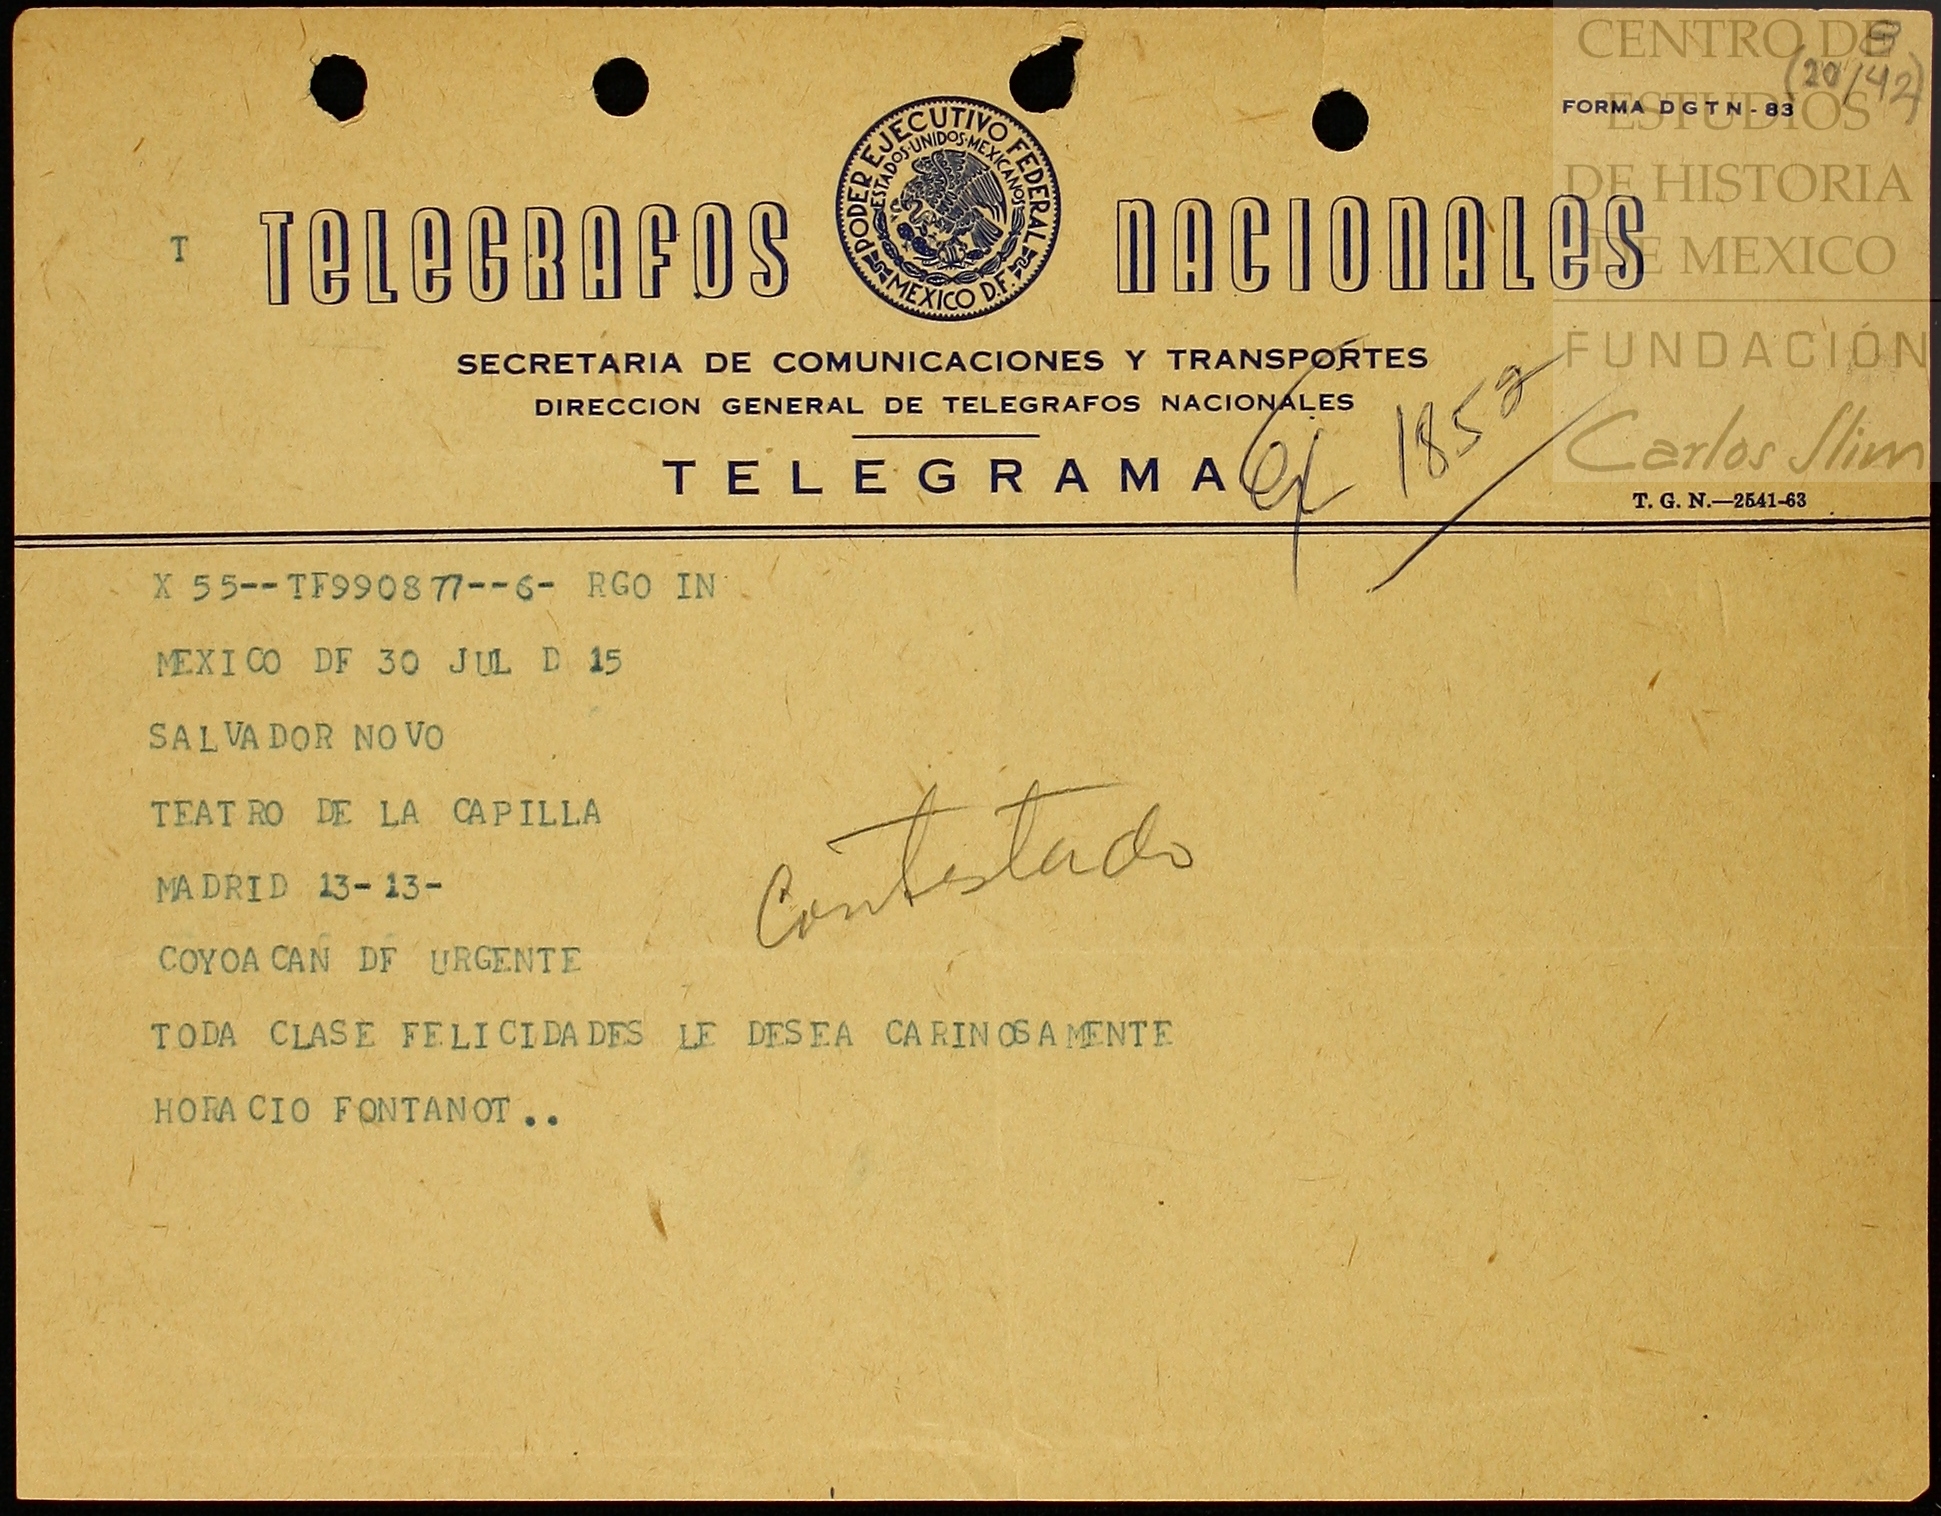 CENTRO DE
ESTUDIOS
DE HISTORIA
DE MEXICO
FUNDACIÓN
Carlos Slim
(20/42)
FORMA DGTN-83
PODER EJECUTIVO FEDERAL
ESTADOS·UNIDOS·MEXICANOS
MEXICO D.F.
T
TELEGRAFOS NACIONALES
SECRETARIA DE COMUNICACIONES Y TRANSPORTES
DIRECCION GENERAL DE TELEGRAFOS NACIONALES
TELEGRAMA
T. G. N.—2541-63
X 55--TF990877--6- RGO IN
MEXICO DF 30 JUL D 15
SALVADOR NOVO
TEATRO DE LA CAPILLA
MADRID 13-13-
Contestado
COYOACAN DF URGENTE
TODA CLASE FELICIDADES LE DESEA CARINOSAMENTE
HORACIO FONTANOT..